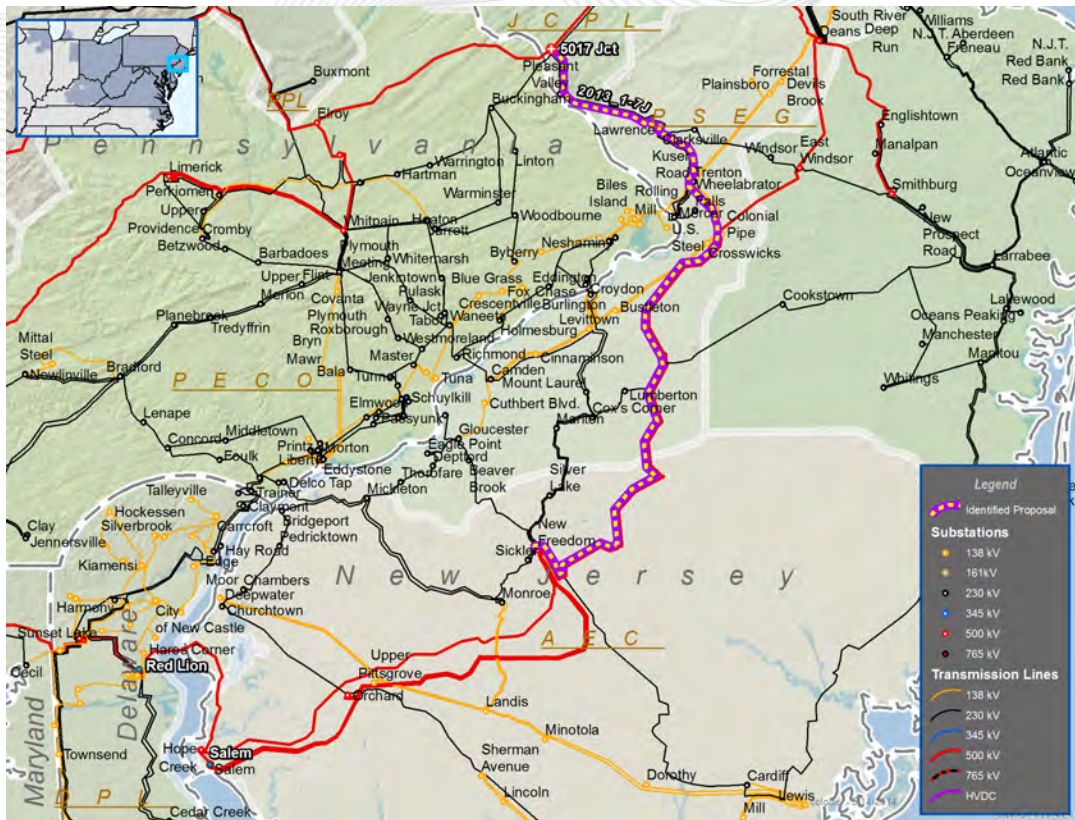 J C P L
5017 Jct
Pleasant
Valley
Buckingham
2013_1-7J
Lawrence
P S E G
Clarksville
Kuser
Road
Trenton
Wheelabrator
Falls
Rolling
Mill
Mercer
Biles
Island
U.S.
Steel
Colonial
Pipe
Crosswicks
South River
Deans
Deep
Run
Williams
N.J.T. Aberdeen
Freneau
N.J.T.
Red Bank
Red Bank
Forrestal
Plainsboro
Devils
Brook
Englishtown
Manalpan
Windsor
East
Windsor
Atlantic
Oceanview
Smithburg
New
Prospect
Road
Larrabee
Cookstown
Lakewood
Oceans Peaking
Manchester
Manitou
Whitings
Buxmont
PPL
Elroy
P e n n s y l v a n i a
Limerick
Perkiomen
Upper
Providence
Cromby
Betzwood
Barbadoes
Upper
Merion
Flint
Planebrook
Tredyffrin
Whitpain
Plymouth
Meeting
Warrington
Hartman
Linton
Warminster
Heaton
Jarrett
Woodbourne
Whitemarsh
Jenkintown
Byberry
Neshaminy
Blue Grass
Eddington
Fox Chase
Croydon
Crescentville
Burlington
Bustleton
Levittown
Pulaski
Wayne Jct
Tabor
Waneeta
Holmesburg
Covanta
Plymouth
Roxborough
Westmoreland
Bryn
Mawr
Bala
Master
Richmond
Cinnaminson
Camden
Mount Laurel
Tunnel
Tuna
Cuthbert Blvd.
Lumberton
Cox's Corner
Marlton
Mittal
Steel
Newlinville
Bradford
P E C O
Elmwood
Schuylkill
Passyunk
Lenape
Concord
Middletown
Foulk
Printz
Morton
Liberty
Eddystone
Gloucester
Eagle Point
Deptford
Thorofare
Beaver
Brook
Delco Tap
Mickleton
Silver
Lake
New
Freedom
Sickler
Talleyville
Trainer
Claymont
Hockessen
Silverbrook
Carrcroft
Bridgeport
Pedricktown
Clay
Jennersville
Hay Road
Edge
Kiamensi
Moor
Chambers
Deepwater
Churchtown
Monroe
N e w J e r s e y
Harmony
City
of New Castle
Sunset Lake
Hares Corner
Cecil
Red Lion
A E C
Upper
Pittsgrove
Orchard
Landis
Minotola
Maryland
Delaware
Townsend
Hope
Creek
Salem
Salem
Sherman
Avenue
Lincoln
Dorothy
Cardiff
Lewis
Mill
D P L
Cedar Creek
Legend
Identified Proposal
Substations
138 kV
161kV
230 kV
345 kV
500 kV
765 kV
Transmission Lines
138 kV
230 kV
345 kV
500 kV
765 kV
HVDC